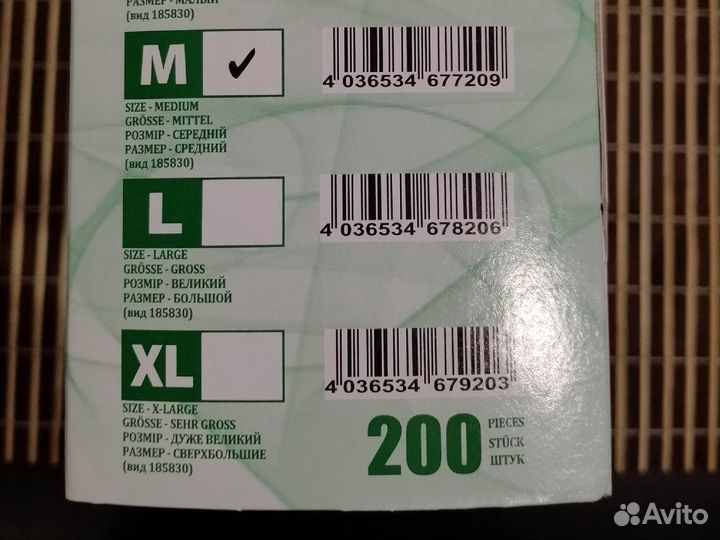 РАЗМЕР - МАЛЫЙ
(вид 185830)
M ✓
4 036534 677209
SIZE - MEDIUM
GRÖSSE - MITTEL
РОЗМІР - СЕРЕДНІЙ
РАЗМЕР - СРЕДНИЙ
(вид 185830)
L
4 036534 678206
SIZE - LARGE
GRÖSSE - GROSS
РОЗМІР - ВЕЛИКИЙ
РАЗМЕР - БОЛЬШОЙ
(вид 185830)
XL
4 036534 679203
SIZE - X-LARGE
GRÖSSE - SEHR GROSS
РОЗМІР - ДУЖЕ ВЕЛИКИЙ
РАЗМЕР - СВЕРХБОЛЬШИЕ
(вид 185830)
200 PIECES
STÜCK
ШТУК
Avito